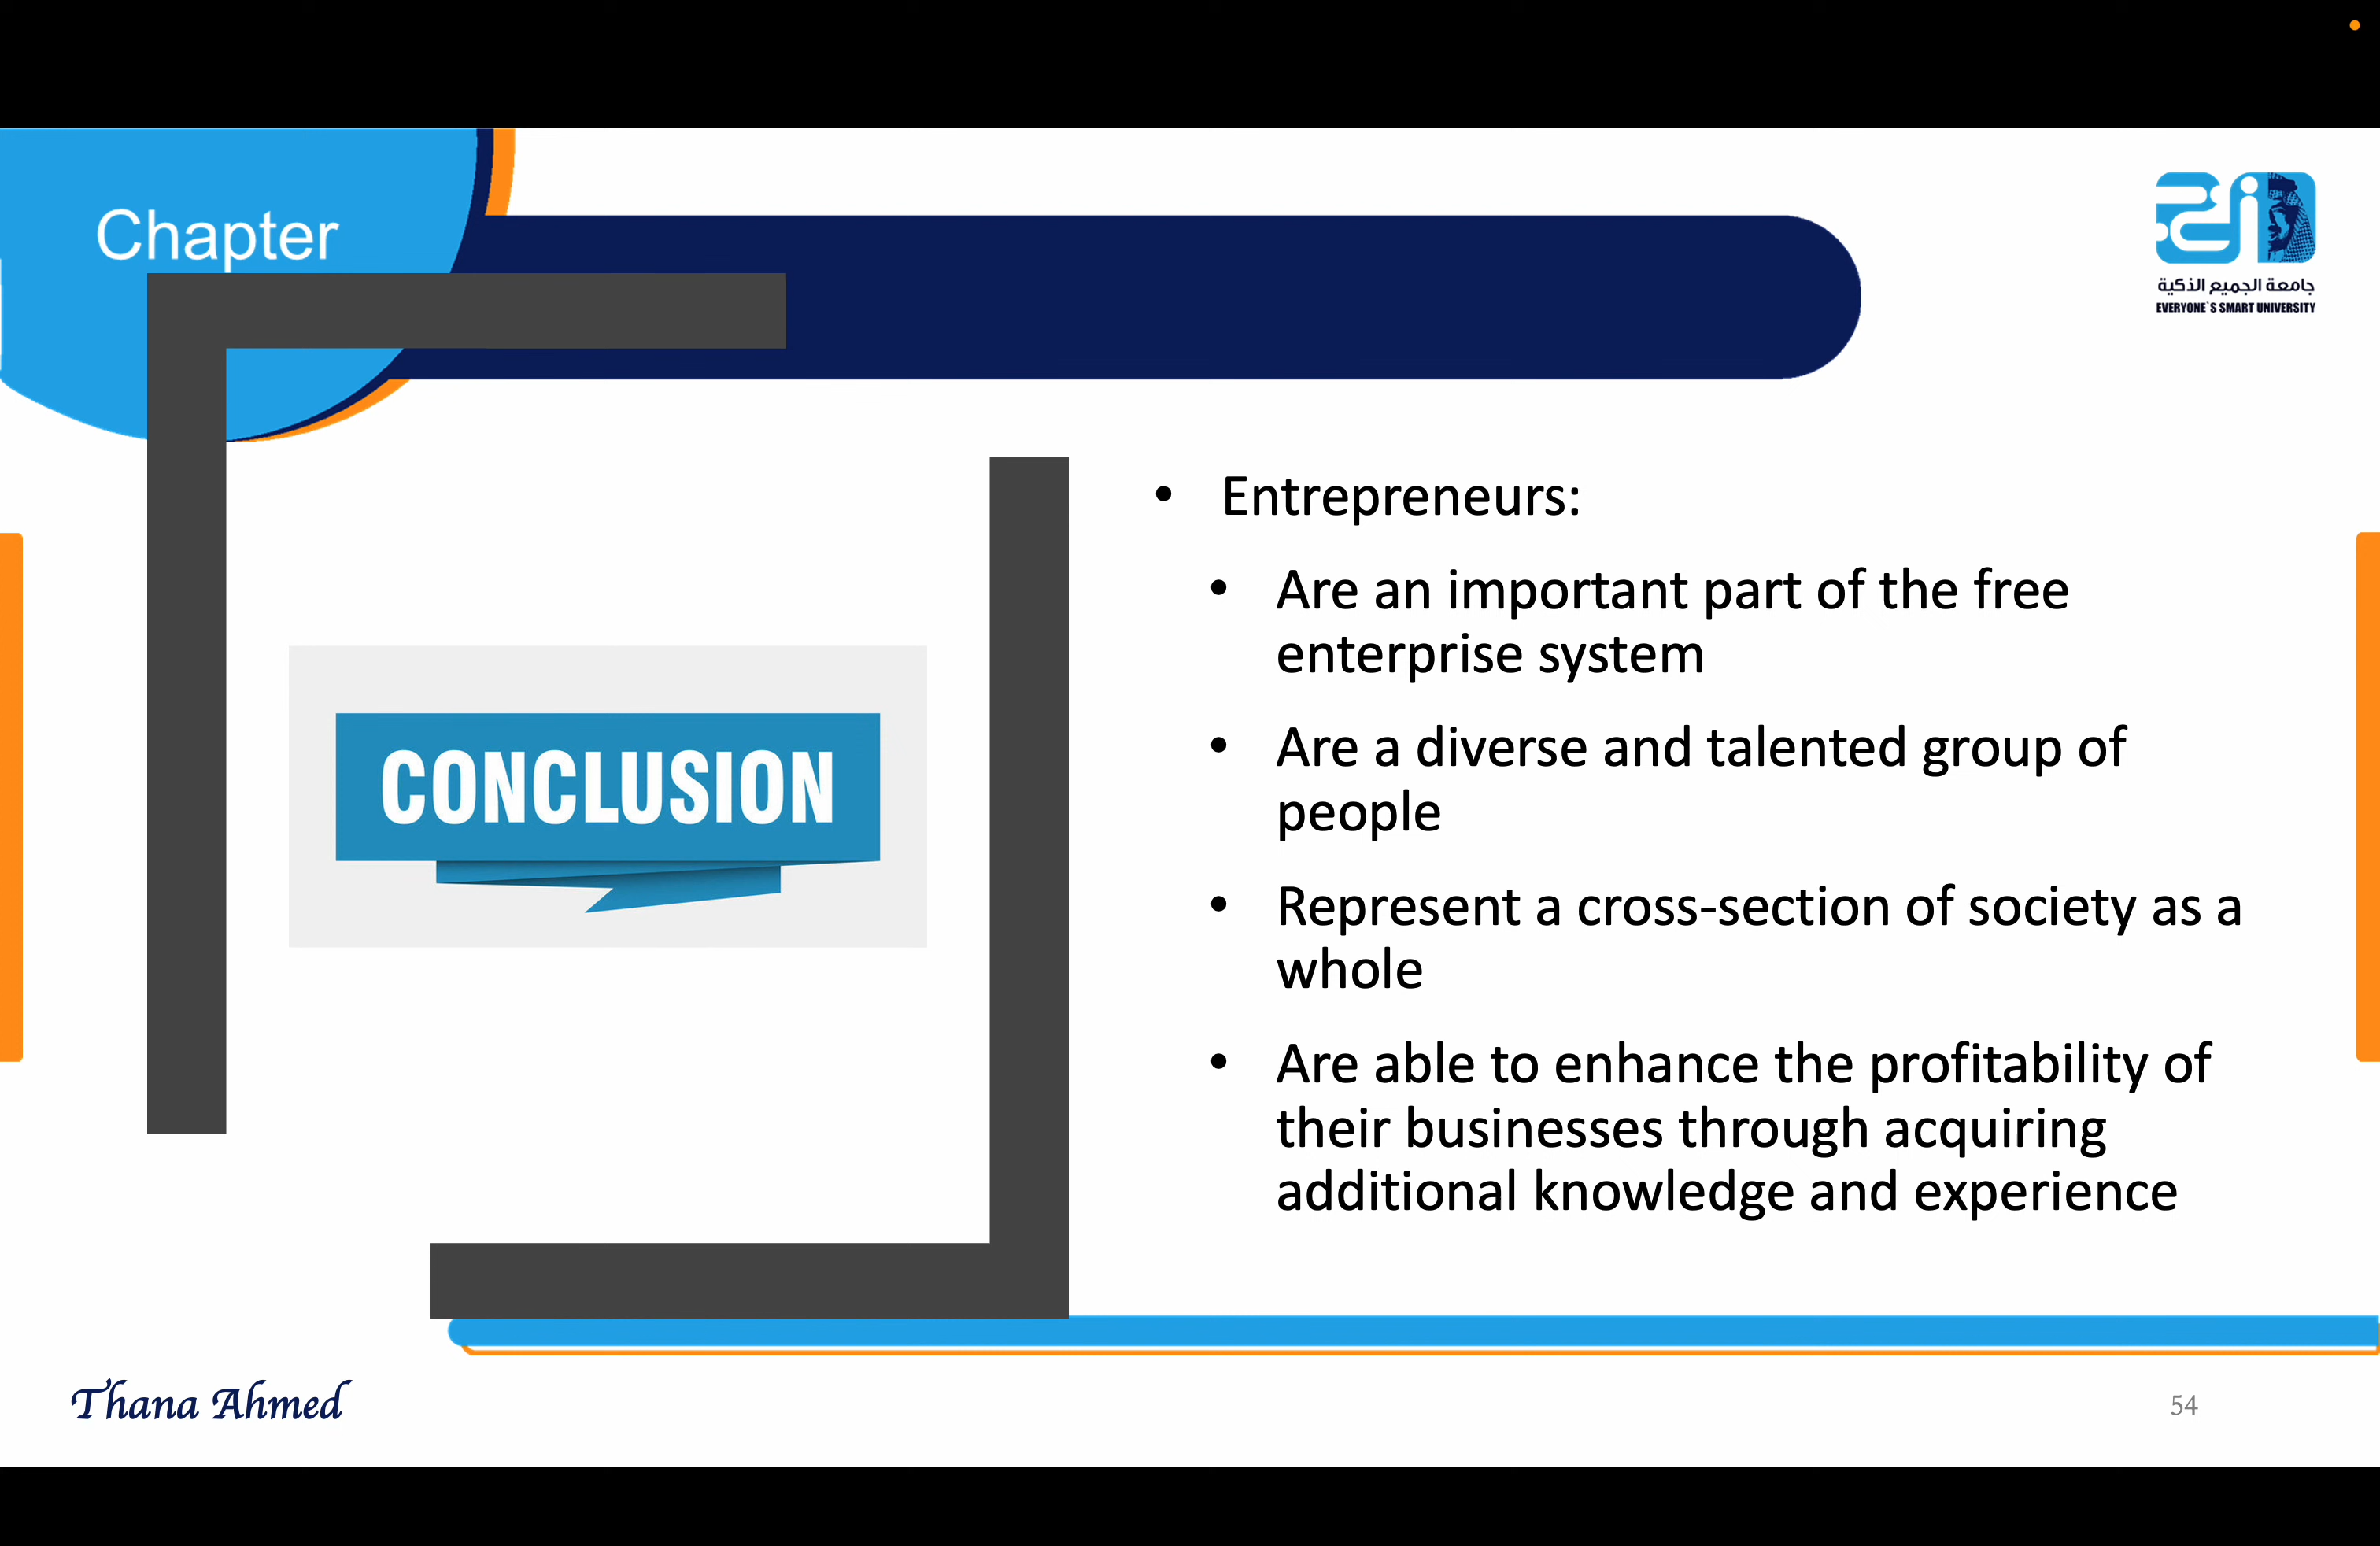 Chapter
جامعة الجميع الذكية
EVERYONE`S SMART UNIVERSITY
CONCLUSION
• Entrepreneurs:
• Are an important part of the free
enterprise system
• Are a diverse and talented group of
people
• Represent a cross-section of society as a
whole
• Are able to enhance the profitability of
their businesses through acquiring
additional knowledge and experience
Thana Ahmed
54